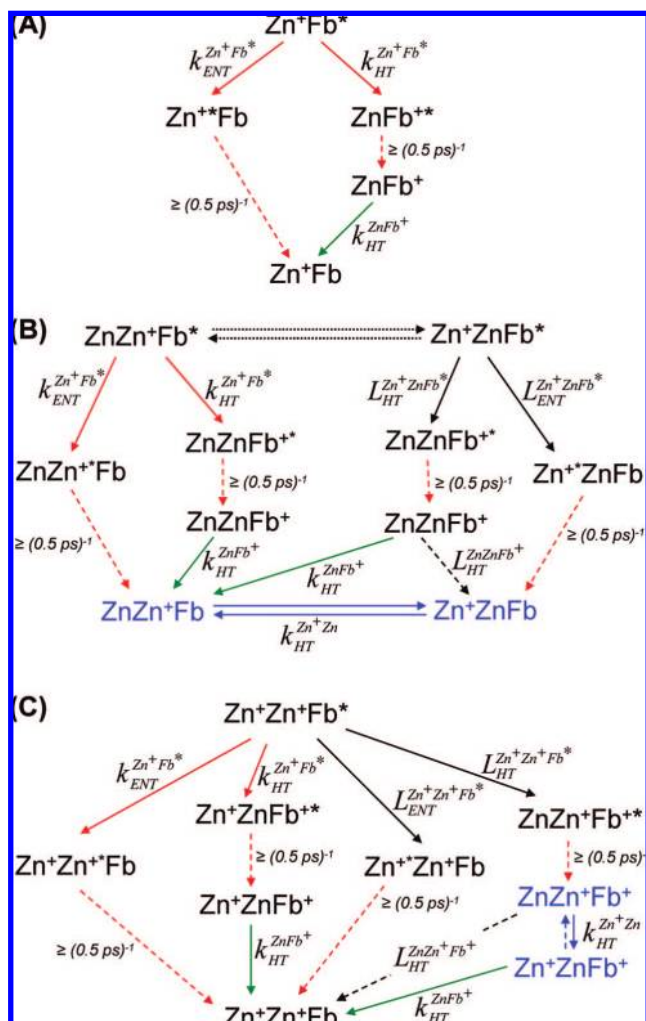 (A)
Zn⁺Fb*
k_ENT^Zn⁺Fb* k_HT^Zn⁺Fb*
Zn⁺*Fb ZnFb⁺*
≥ (0.5 ps)⁻¹
≥ (0.5 ps)⁻¹ ZnFb⁺
k_HT^ZnFb⁺
Zn⁺Fb
(B)
ZnZn⁺Fb* Zn⁺ZnFb*
k_ENT^Zn⁺Fb* k_HT^Zn⁺Fb* L_HT^Zn⁺ZnFb* L_ENT^Zn⁺ZnFb*
ZnZnFb⁺* ZnZnFb⁺*
ZnZn⁺*Fb Zn⁺*ZnFb
≥ (0.5 ps)⁻¹ ≥ (0.5 ps)⁻¹
≥ (0.5 ps)⁻¹ ZnZnFb⁺ ZnZnFb⁺ ≥ (0.5 ps)⁻¹
k_HT^ZnFb⁺ k_HT^ZnFb⁺ L_HT^ZnZnFb⁺
ZnZn⁺Fb Zn⁺ZnFb
k_HT^Zn⁺Zn
(C)
Zn⁺Zn⁺Fb*
k_ENT^Zn⁺Fb* k_HT^Zn⁺Fb* L_ENT^Zn⁺Zn⁺Fb* L_HT^Zn⁺Zn⁺Fb*
Zn⁺ZnFb⁺* ZnZn⁺Fb⁺*
Zn⁺Zn⁺*Fb ≥ (0.5 ps)⁻¹ Zn⁺*Zn⁺Fb ≥ (0.5 ps)⁻
Zn⁺ZnFb⁺ ≥ (0.5 ps)⁻¹ ZnZn⁺Fb⁺
≥ (0.5 ps)⁻¹ k_HT^ZnFb⁺ L_HT^ZnZn⁺Fb⁺ k_HT^Zn⁺Zn
Zn⁺ZnFb⁺
k_HT^ZnFb⁺
Zn⁺Zn⁺Fb